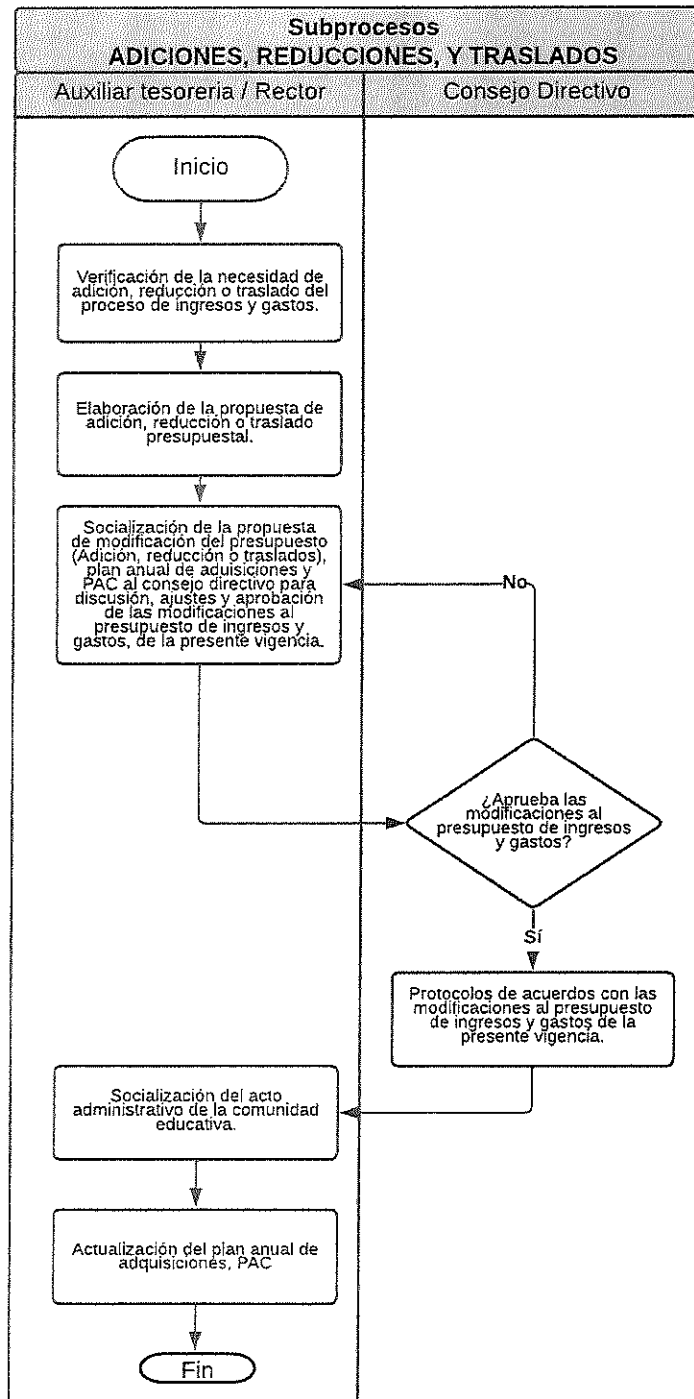 Subprocesos
ADICIONES, REDUCCIONES, Y TRASLADOS
Auxiliar tesoreria / Rector
Consejo Directivo
Inicio
Verificación de la necesidad de
adición, reducción o traslado del
proceso de ingresos y gastos.
Elaboración de la propuesta de
adición, reducción o traslado
presupuestal.
Socialización de la propuesta
de modificación del presupuesto
(Adición, reducción o traslados),
plan anual de aduisiciones y
PAC al consejo directivo para
discusión, ajustes y aprobación
de las modificaciones al
presupuesto de ingresos y
gastos, de la presente vigencia.
No
¿Aprueba las
modificaciones al
presupuesto de ingresos
y gastos?
Sí
Protocolos de acuerdos con las
modificaciones al presupuesto
de ingresos y gastos de la
presente vigencia.
Socialización del acto
administrativo de la comunidad
educativa.
Actualización del plan anual de
adquisiciones, PAC
Fin